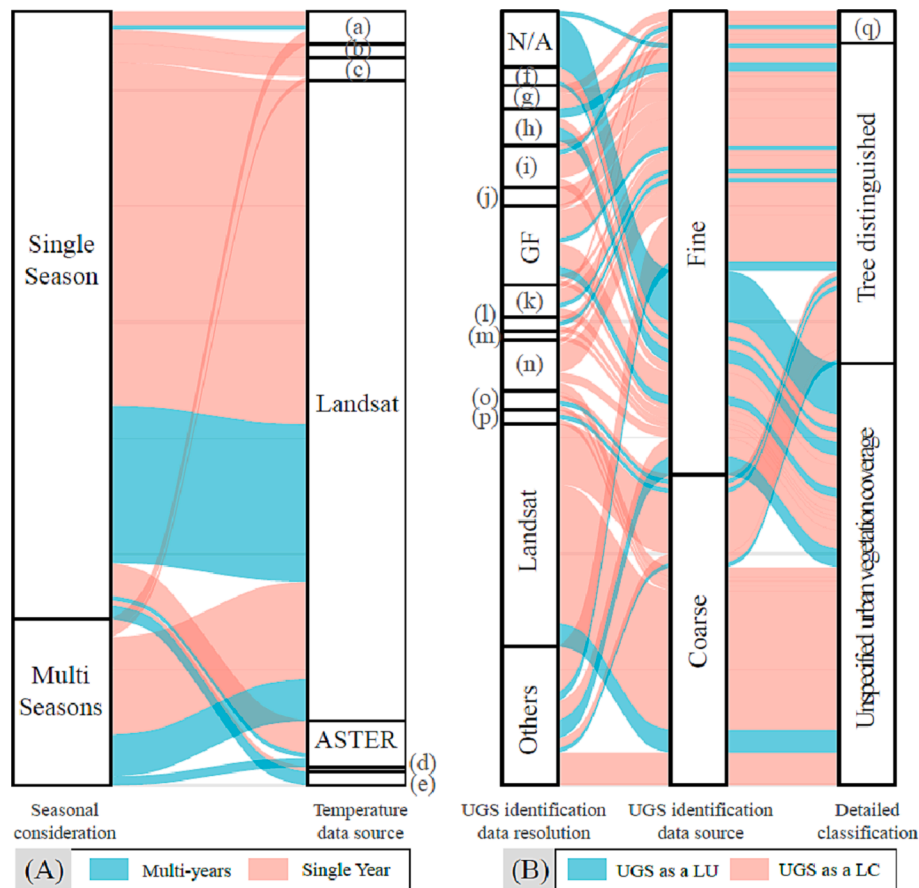 Single
Season
Multi
Seasons
(a)
(b)
(c)
Landsat
ASTER
(d)
(e)
Seasonal
consideration
Temperature
data source
(A)
Multi-years
Single Year
N/A
(f)
(g)
(h)
(i)
(j)
GF
(k)
(l)
(m)
(n)
(o)
(p)
Landsat
Others
Fine
Coarse
(q)
Tree distinguished
Unspecified urban vegetation coverage
UGS identification
data resolution
UGS identification
data source
Detailed
classification
(B)
UGS as a LU
UGS as a LC